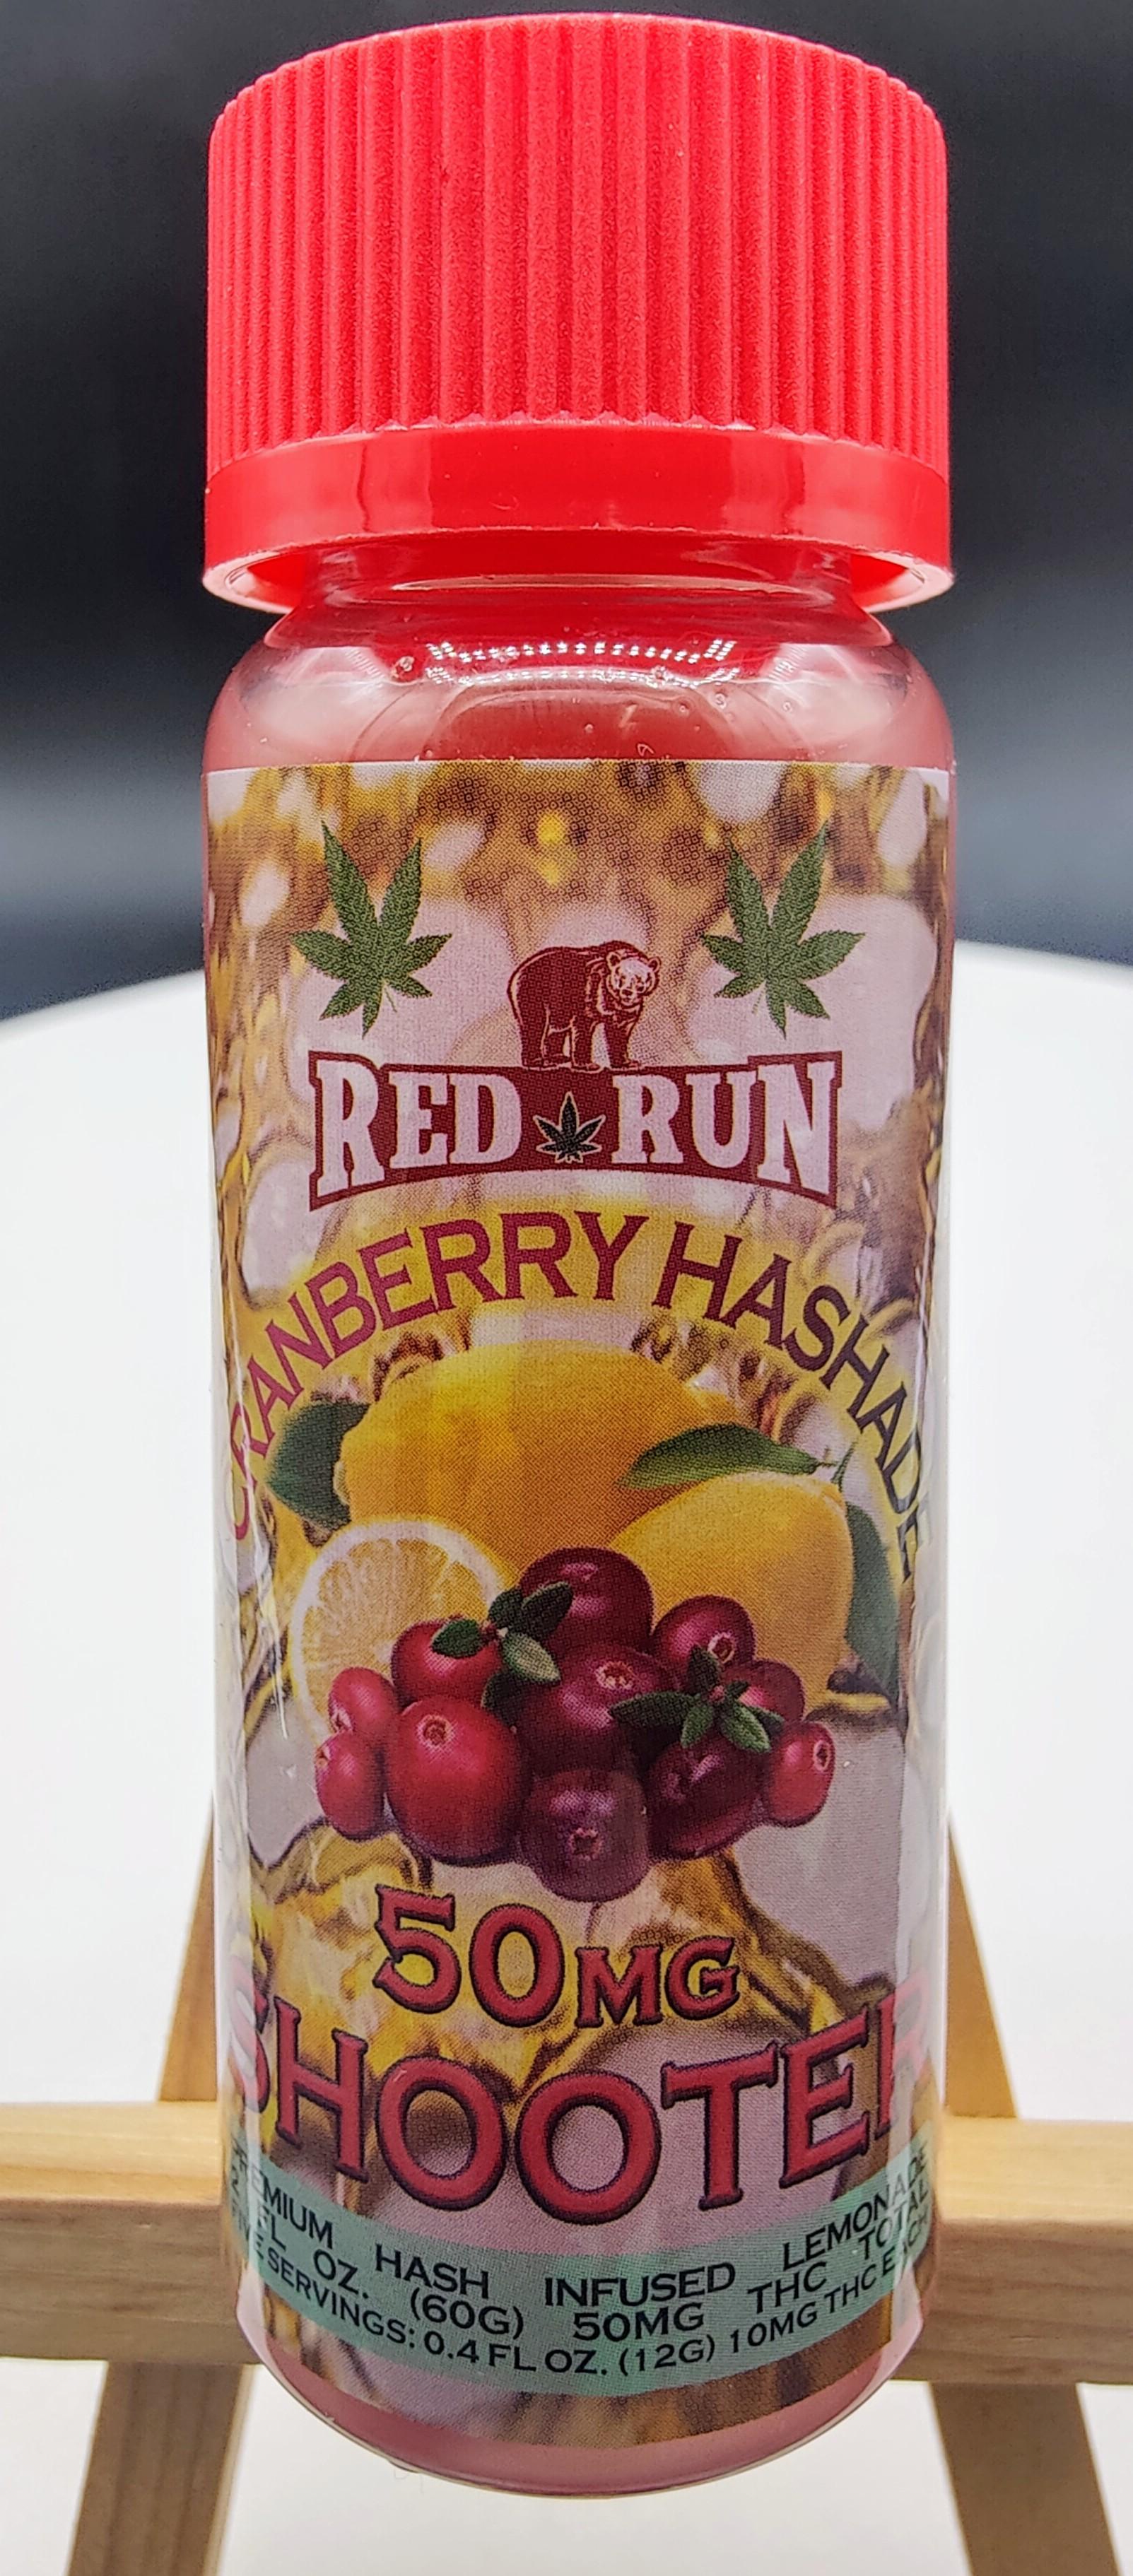 RED RUN
CRANBERRY HASHADE
50MG
SHOOTER
PREMIUM HASH INFUSED LEMONADE
2 FL OZ. (60G) 50MG THC TOTAL
FIVE SERVINGS: 0.4 FL OZ. (12G) 10MG THC EACH